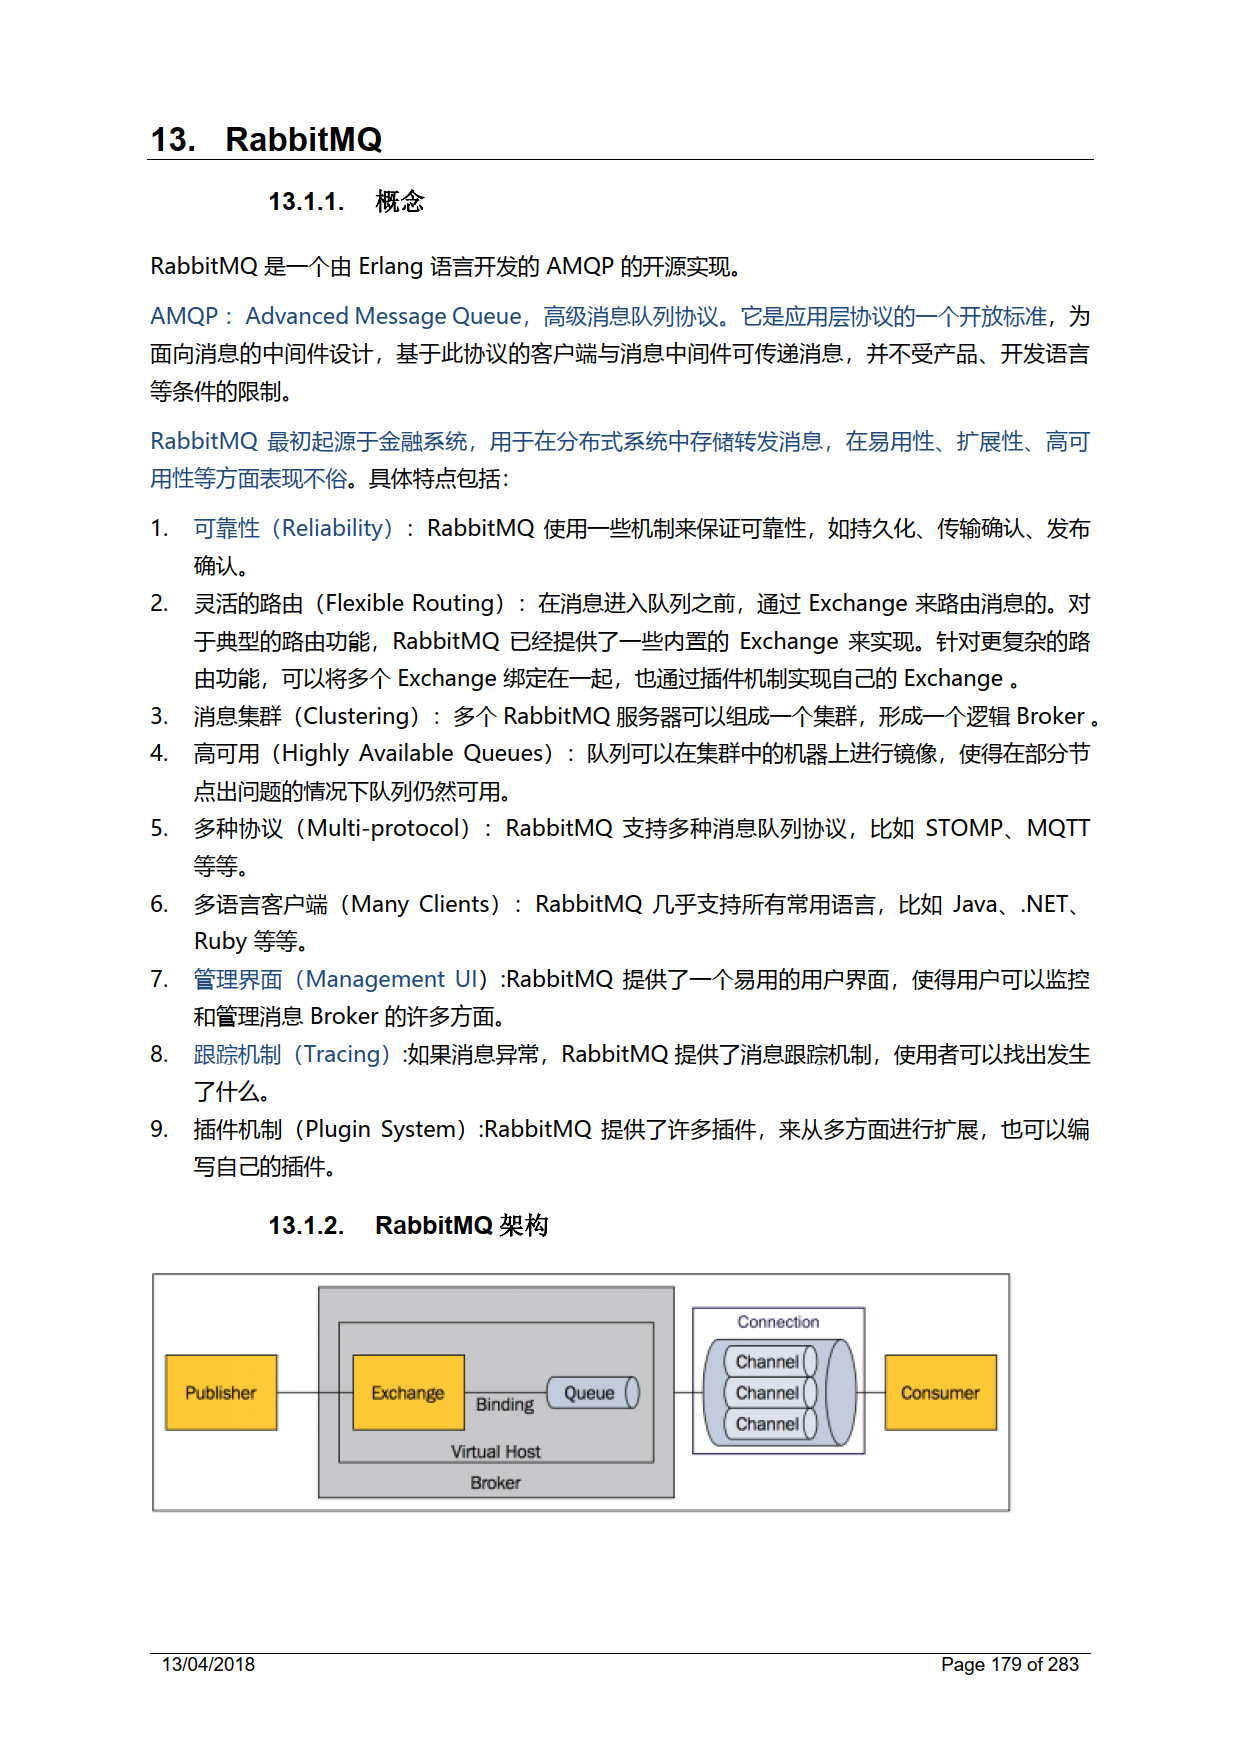 13. RabbitMQ
13.1.1. 概念
RabbitMQ 是一个由 Erlang 语言开发的 AMQP 的开源实现。
AMQP ：Advanced Message Queue，高级消息队列协议。它是应用层协议的一个开放标准，为
面向消息的中间件设计，基于此协议的客户端与消息中间件可传递消息，并不受产品、开发语言
等条件的限制。
RabbitMQ 最初起源于金融系统，用于在分布式系统中存储转发消息，在易用性、扩展性、高可
用性等方面表现不俗。具体特点包括：
1. 可靠性（Reliability）：RabbitMQ 使用一些机制来保证可靠性，如持久化、传输确认、发布
确认。
2. 灵活的路由（Flexible Routing）：在消息进入队列之前，通过 Exchange 来路由消息的。对
于典型的路由功能，RabbitMQ 已经提供了一些内置的 Exchange 来实现。针对更复杂的路
由功能，可以将多个 Exchange 绑定在一起，也通过插件机制实现自己的 Exchange 。
3. 消息集群（Clustering）：多个 RabbitMQ 服务器可以组成一个集群，形成一个逻辑 Broker 。
4. 高可用（Highly Available Queues）：队列可以在集群中的机器上进行镜像，使得在部分节
点出问题的情况下队列仍然可用。
5. 多种协议（Multi-protocol）：RabbitMQ 支持多种消息队列协议，比如 STOMP、MQTT
等等。
6. 多语言客户端（Many Clients）：RabbitMQ 几乎支持所有常用语言，比如 Java、.NET、
Ruby 等等。
7. 管理界面（Management UI）:RabbitMQ 提供了一个易用的用户界面，使得用户可以监控
和管理消息 Broker 的许多方面。
8. 跟踪机制（Tracing）:如果消息异常，RabbitMQ 提供了消息跟踪机制，使用者可以找出发生
了什么。
9. 插件机制（Plugin System）:RabbitMQ 提供了许多插件，来从多方面进行扩展，也可以编
写自己的插件。
13.1.2. RabbitMQ 架构
Connection
Channel
Publisher
Exchange
Binding
Queue
Channel
Consumer
Channel
Virtual Host
Broker
13/04/2018
Page 179 of 283